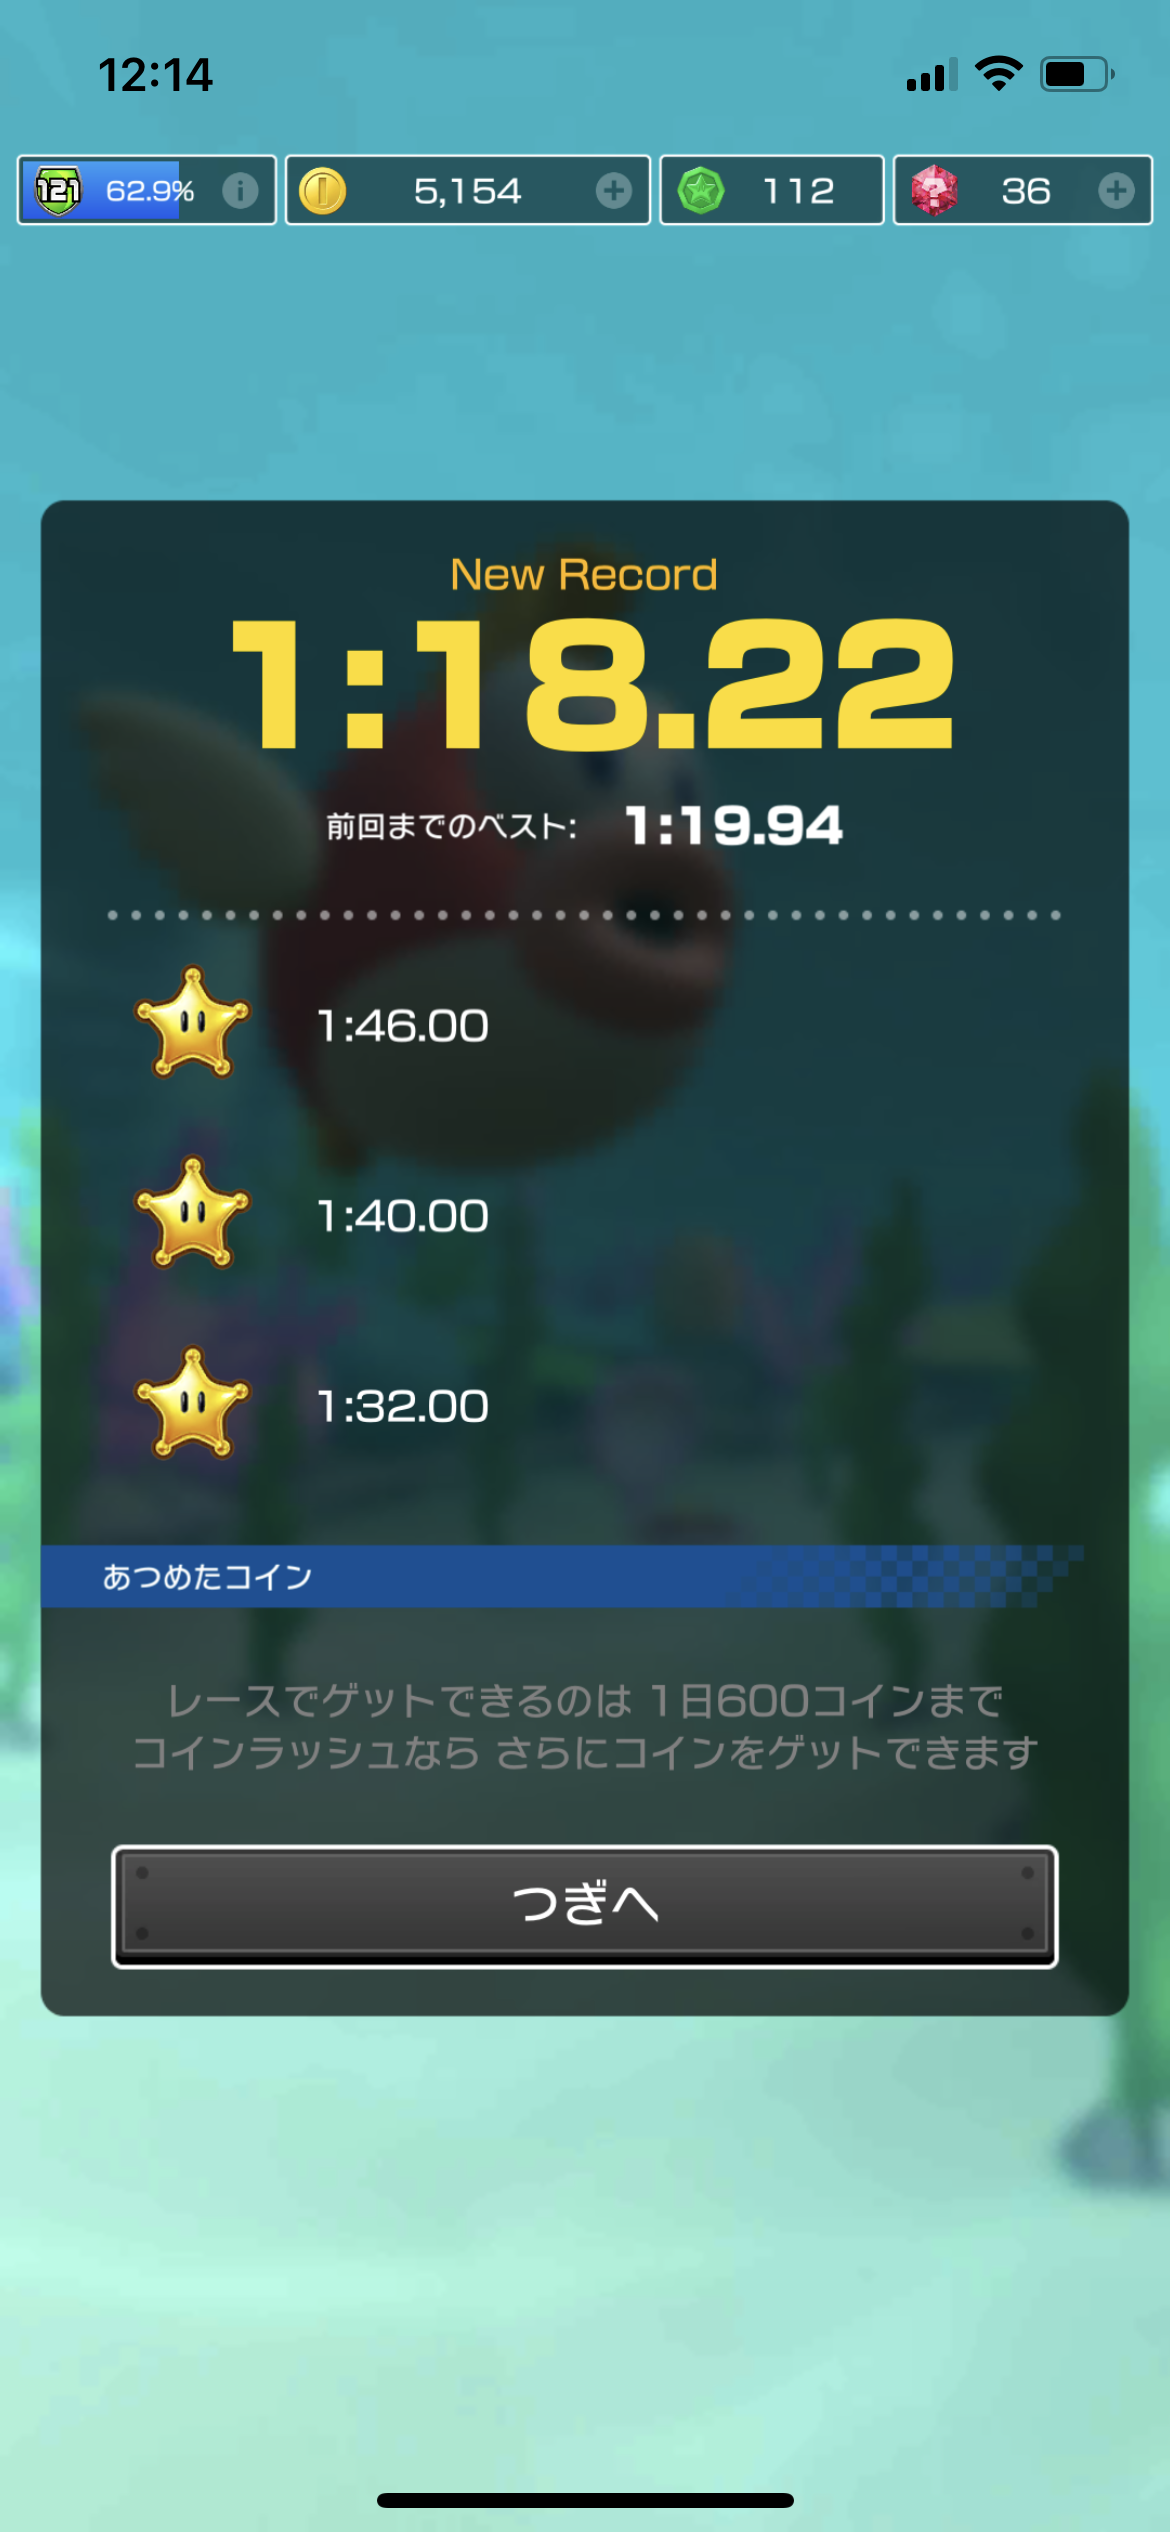 12:14
121 62.9% i 5,154 + 112 ? 36 +
New Record
1:18.22
前回までのベスト: 1:19.94
1:46.00
1:40.00
1:32.00
あつめたコイン
レースでゲットできるのは 1日600コインまで
コインラッシュなら さらにコインをゲットできます
つぎへ